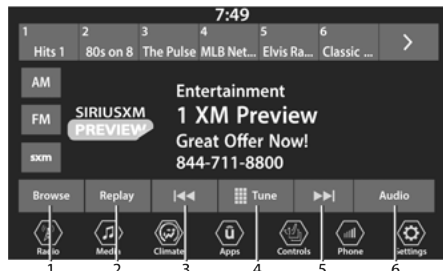 7:49
1 2 3 4 5 6
Hits 1 80s on 8 The Pulse MLB Net... Elvis Ra... Classic ...
AM
FM
sxm
SIRIUSXM
PREVIEW
Entertainment
1 XM Preview
Great Offer Now!
844-711-8800
Browse Replay Tune Audio
Radio Media Climate Apps Controls Phone Settings
1 2 3 4 5 6